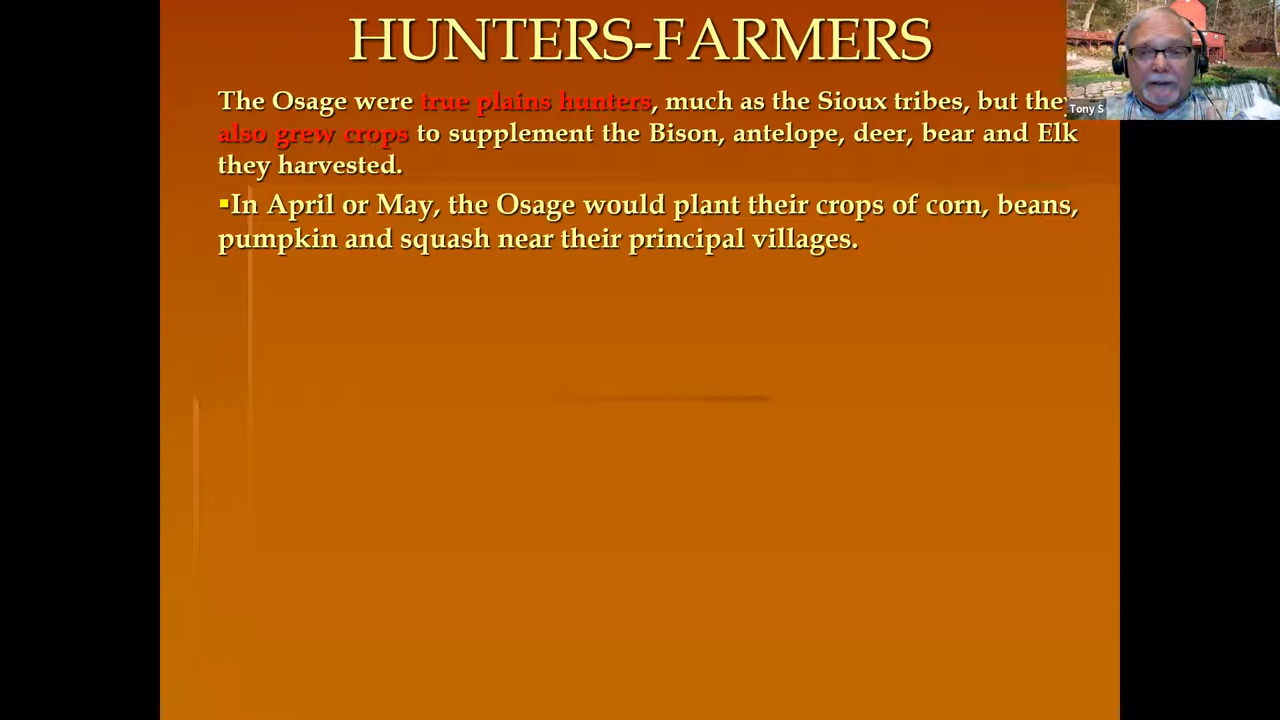 HUNTERS-FARMERS
The Osage were true plains hunters, much as the Sioux tribes, but the
also grew crops to supplement the Bison, antelope, deer, bear and Elk
they harvested.
▪In April or May, the Osage would plant their crops of corn, beans,
pumpkin and squash near their principal villages.
Tony S